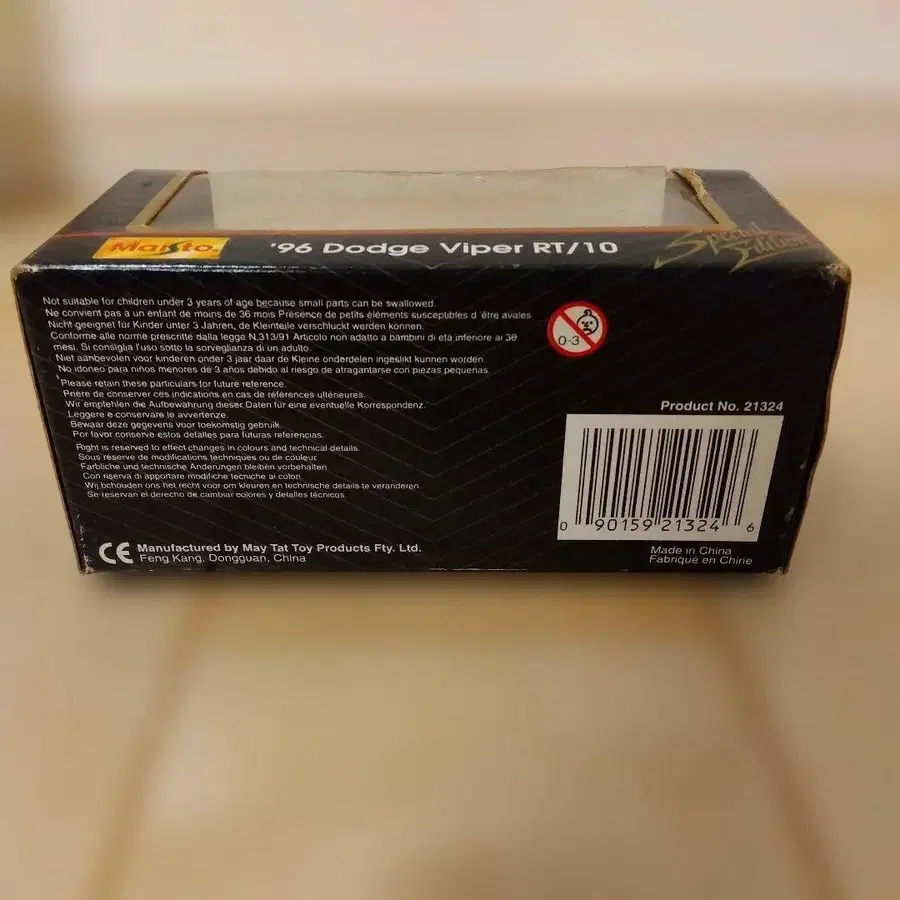 Maisto
'96 Dodge Viper RT/10
Special Edition
Not suitable for children under 3 years of age because small parts can be swallowed.
Ne convient pas à un enfant de moins de 36 mois Présence de petits éléments susceptibles d'être avales
Nicht geeignet für Kinder unter 3 Jahren, de Kleinteile verschluckt werden können.
Conforme alle norme prescritte dalla legge N,313/91 Articolo non adatto a bambini di età inferiore ai 36
mesi. Si consiglia l'uso sotto la sorveglianza di un adulto.
Niet aanbevolen voor kinderen onder 3 jaar daar de Kleine onderdelen ingeslikt kunnen worden.
No idoneo para niños menores de 3 años debido al riesgo de atragantarse con piezas pequeñas
0-3
Please retain these particulars for future reference.
Prière de conserver ces indications en cas de références ultérieures.
Wir empfehlen die Aufbewahrung dieser Daten für eine eventuelle Korrespondenz.
Leggere e conservare le avvertenze.
Bewaar deze gegevens voor toekomstig gebruik.
Por favor conserve estos detalles para futuras referencias.
Right is reserved to effect changes in colours and technical details.
Sous réserve de modifications techniques ou de couleur.
Farbliche und technische Änderungen bleiben vorbehalten
Con riserva di apportare modifiche tecniche ai colori.
Wij behouden ons het recht voor om kleuren en technische details te veranderen.
Se reservan el derecho de cambiar colores y detalles técnicos.
Product No. 21324
0 90159 21324 6
CE Manufactured by May Tat Toy Products Fty. Ltd.
Feng Kang, Dongguan, China
Made in China
Fabriqué en Chine